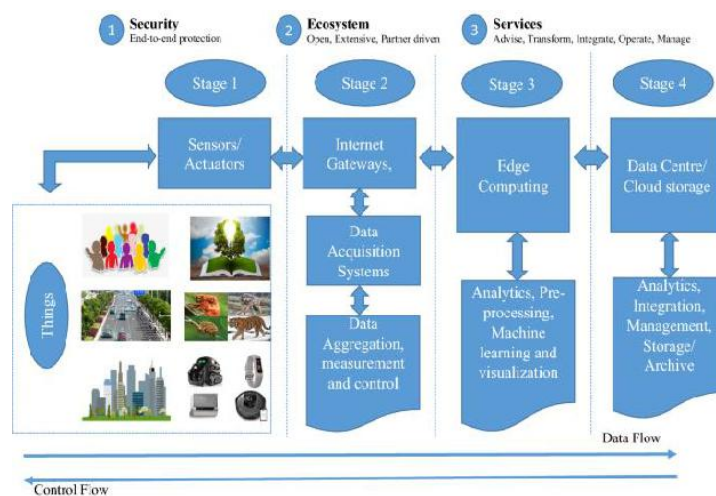 1 Security
End-to-end protection
2 Ecosystem
Open, Extensive, Partner driven
3 Services
Advise, Transform, Integrate, Operate, Manage
Stage 1
Stage 2
Stage 3
Stage 4
Sensors/
Actuators
Internet
Gateways,
Edge
Computing
Data Centre/
Cloud storage
Things
Data
Acquisition
Systems
Data
Aggregation,
measurement
and control
Analytics, Pre-
processing,
Machine
learning and
visualization
Analytics,
Integration,
Management,
Storage/
Archive
Data Flow
Control Flow